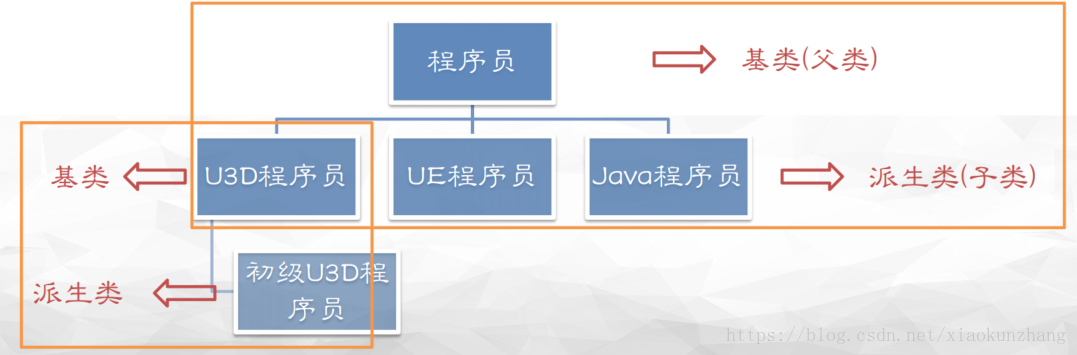 程序员
基类(父类)
基类
U3D程序员
UE程序员
Java程序员
派生类(子类)
派生类
初级U3D程
序员
https://blog.csdn.net/xiaokunzhang